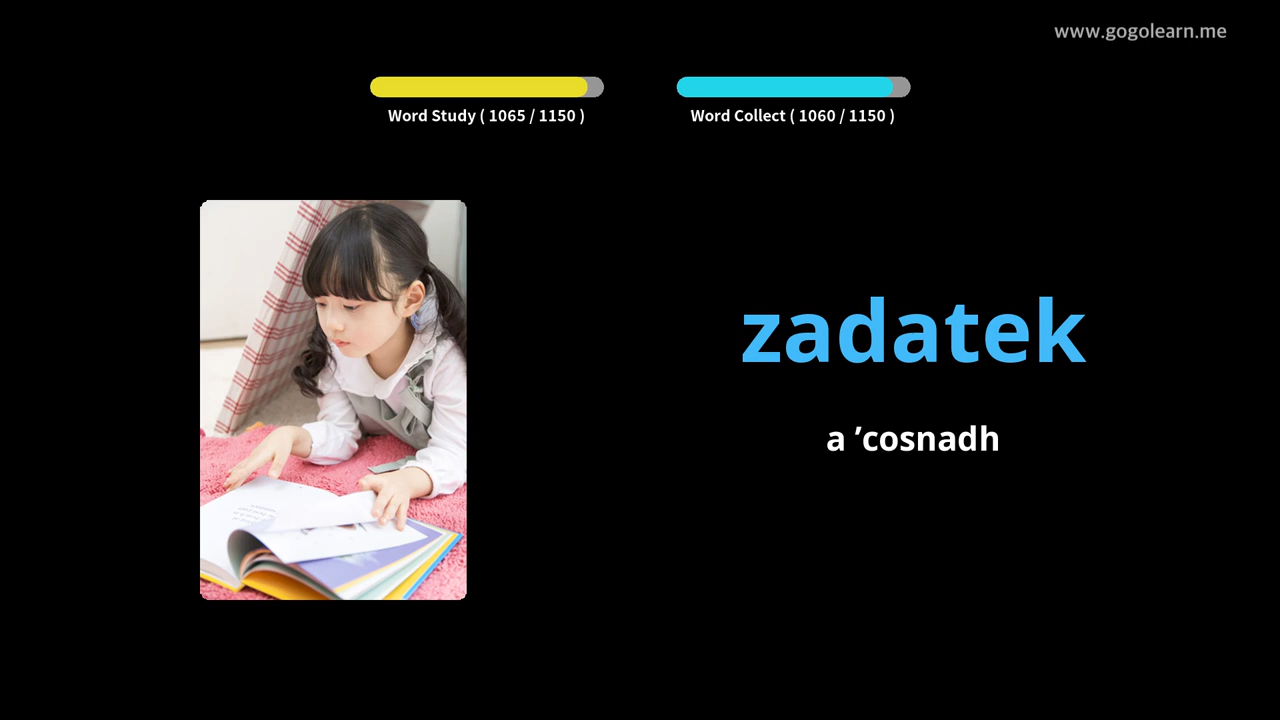 www.gogolearn.me
Word Study ( 1065 / 1150 )
Word Collect ( 1060 / 1150 )
zadatek
a ’cosnadh